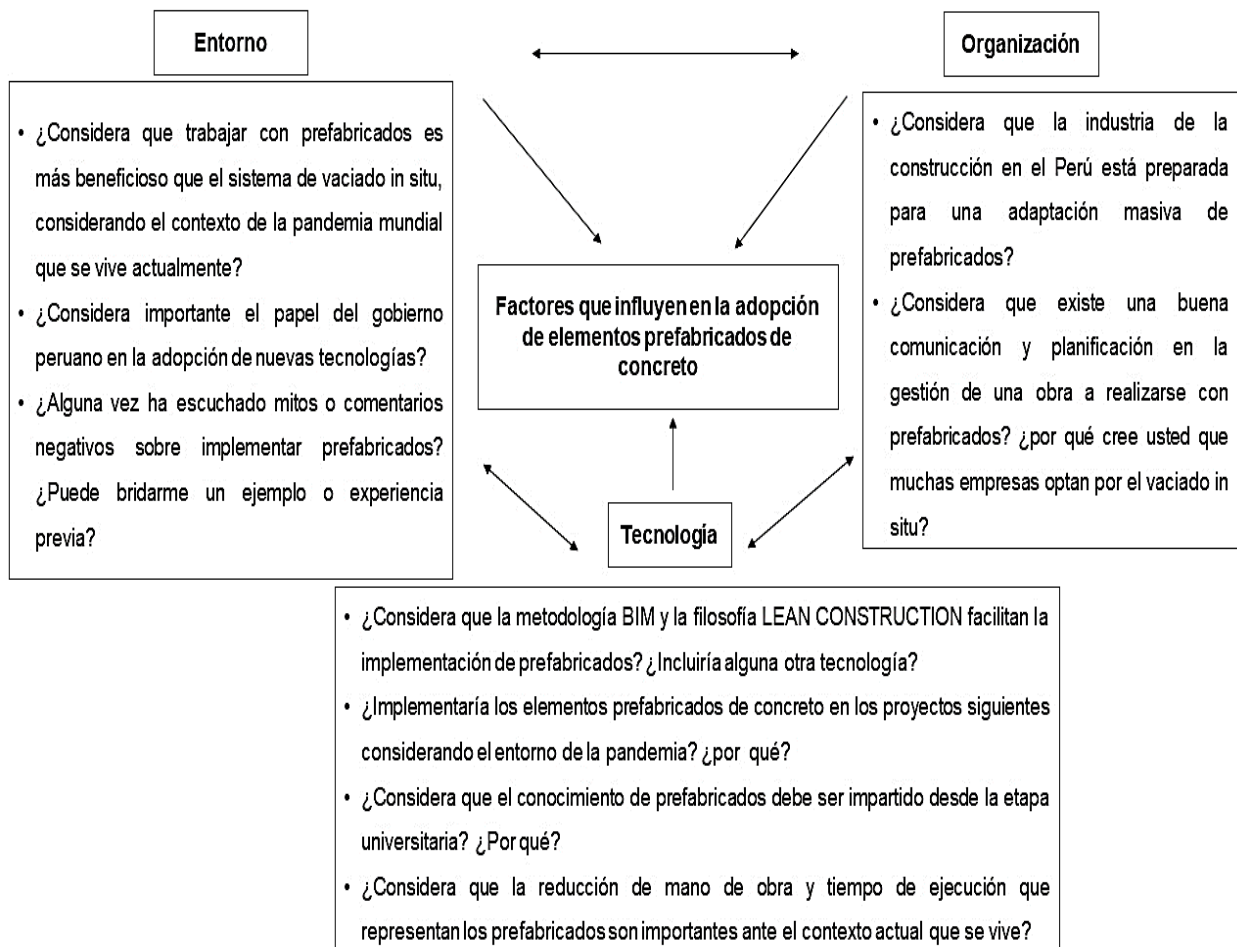 Entorno
• ¿Considera que trabajar con prefabricados es
más beneficioso que el sistema de vaciado in situ,
considerando el contexto de la pandemia mundial
que se vive actualmente?
• ¿Considera importante el papel del gobierno
peruano en la adopción de nuevas tecnologías?
• ¿Alguna vez ha escuchado mitos o comentarios
negativos sobre implementar prefabricados?
¿Puede bridarme un ejemplo o experiencia
previa?
Organización
• ¿Considera que la industria de la
construcción en el Perú está preparada
para una adaptación masiva de
prefabricados?
• ¿Considera que existe una buena
comunicación y planificación en la
gestión de una obra a realizarse con
prefabricados? ¿por qué cree usted que
muchas empresas optan por el vaciado in
situ?
Factores que influyen en la adopción
de elementos prefabricados de
concreto
Tecnología
• ¿Considera que la metodología BIM y la filosofía LEAN CONSTRUCTION facilitan la
implementación de prefabricados? ¿Incluiría alguna otra tecnología?
• ¿Implementaría los elementos prefabricados de concreto en los proyectos siguientes
considerando el entorno de la pandemia? ¿por qué?
• ¿Considera que el conocimiento de prefabricados debe ser impartido desde la etapa
universitaria? ¿Por qué?
• ¿Considera que la reducción de mano de obra y tiempo de ejecución que
representan los prefabricados son importantes ante el contexto actual que se vive?